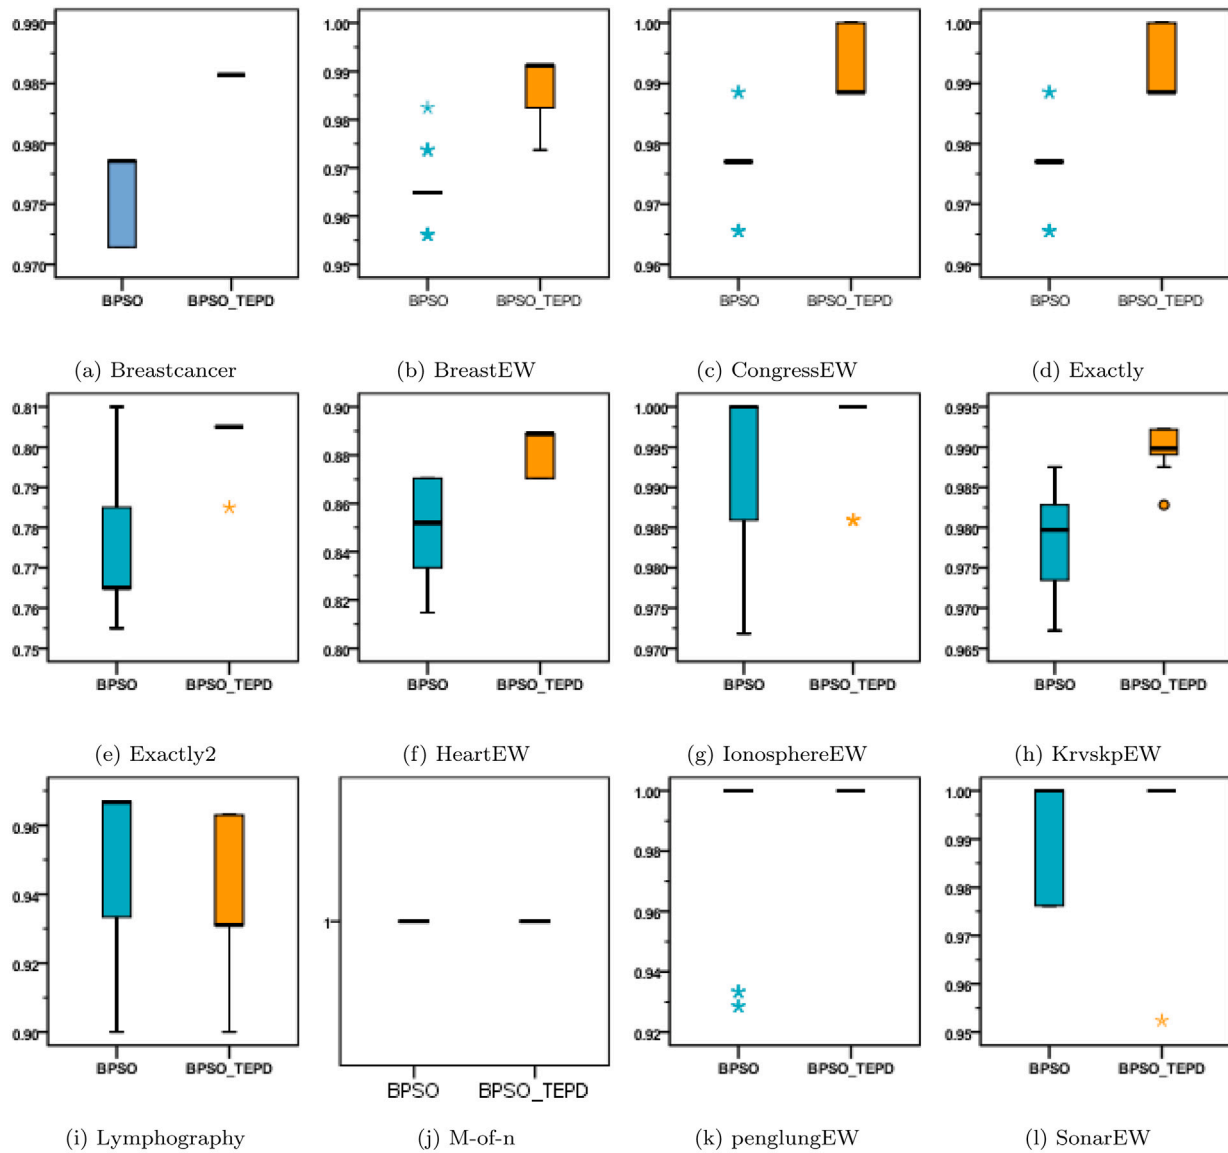 0.990
0.985
0.980
0.975
0.970
BPSO BPSO_TEPD
1.00
0.99
0.98
0.97
0.96
0.95
BPSO BPSO_TEPD
1.00
0.99
0.98
0.97
0.96
BPSO BPSO_TEPD
1.00
0.99
0.98
0.97
0.96
BPSO BPSO_TEPD
(a) Breastcancer
(b) BreastEW
(c) CongressEW
(d) Exactly
0.81
0.80
0.79
0.78
0.77
0.76
0.75
BPSO BPSO_TEPD
0.90
0.88
0.86
0.84
0.82
0.80
BPSO BPSO_TEPD
1.000
0.995
0.990
0.985
0.980
0.975
0.970
BPSO BPSO_TEPD
0.995
0.990
0.985
0.980
0.975
0.970
0.965
BPSO BPSO_TEPD
(e) Exactly2
(f) HeartEW
(g) IonosphereEW
(h) KrvskpEW
0.96
0.94
0.92
0.90
BPSO BPSO_TEPD
1
BPSO BPSO_TEPD
1.00
0.98
0.96
0.94
0.92
BPSO BPSO_TEPD
1.00
0.99
0.98
0.97
0.96
0.95
BPSO BPSO_TEPD
(i) Lymphography
(j) M-of-n
(k) penglungEW
(l) SonarEW